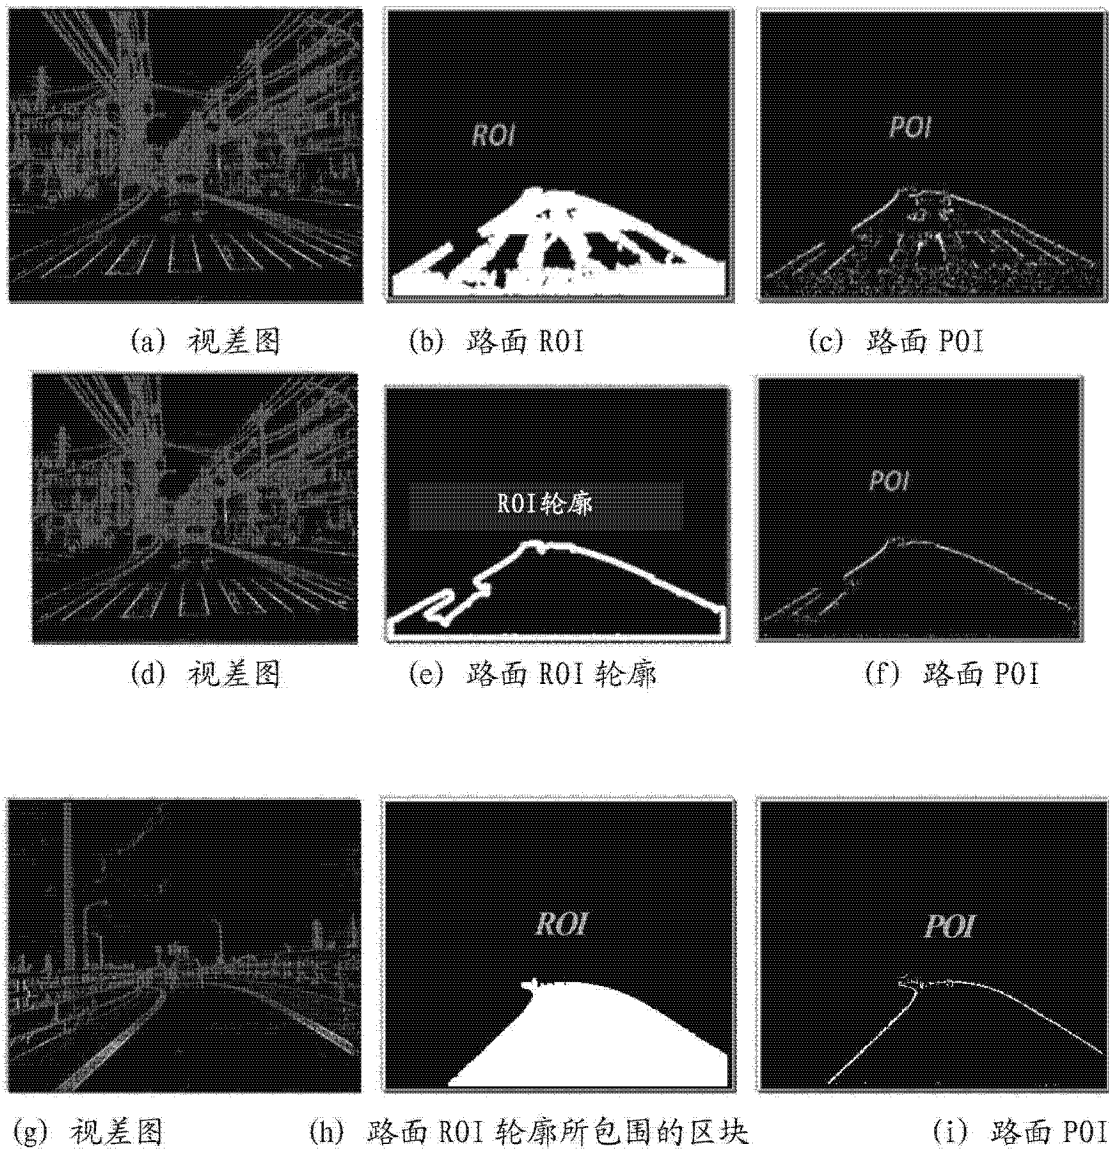 ROI
POI
(a) 视差图
(b) 路面 ROI
(c) 路面 POI
ROI轮廓
POI
(d) 视差图
(e) 路面 ROI 轮廓
(f) 路面 POI
ROI
POI
(g) 视差图
(h) 路面 ROI 轮廓所包围的区块
(i) 路面 POI